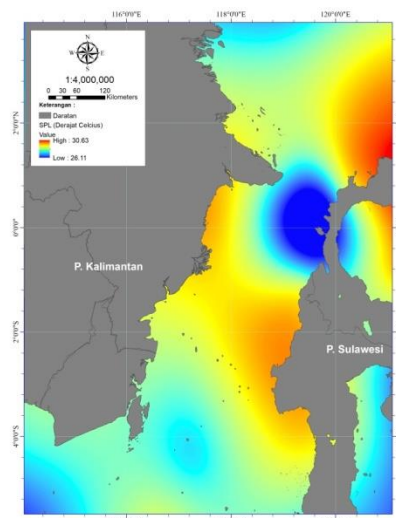 116°0'0"E 118°0'0"E 120°0'0"E
N
W E
S
1:4,000,000
0 30 60 120
Kilometers
Keterangan :
Daratan
SPL (Derajat Celcius)
Value
High : 30.63
Low : 26.11
2°0'0"N
0°0'0"
2°0'0"S
4°0'0"S
P. Kalimantan
P. Sulawesi